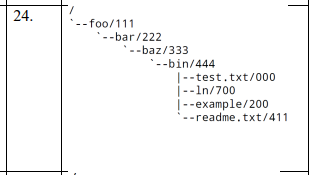 24.
/
`--foo/111
`--bar/222
`--baz/333
`--bin/444
|--test.txt/000
|--ln/700
|--example/200
`--readme.txt/411